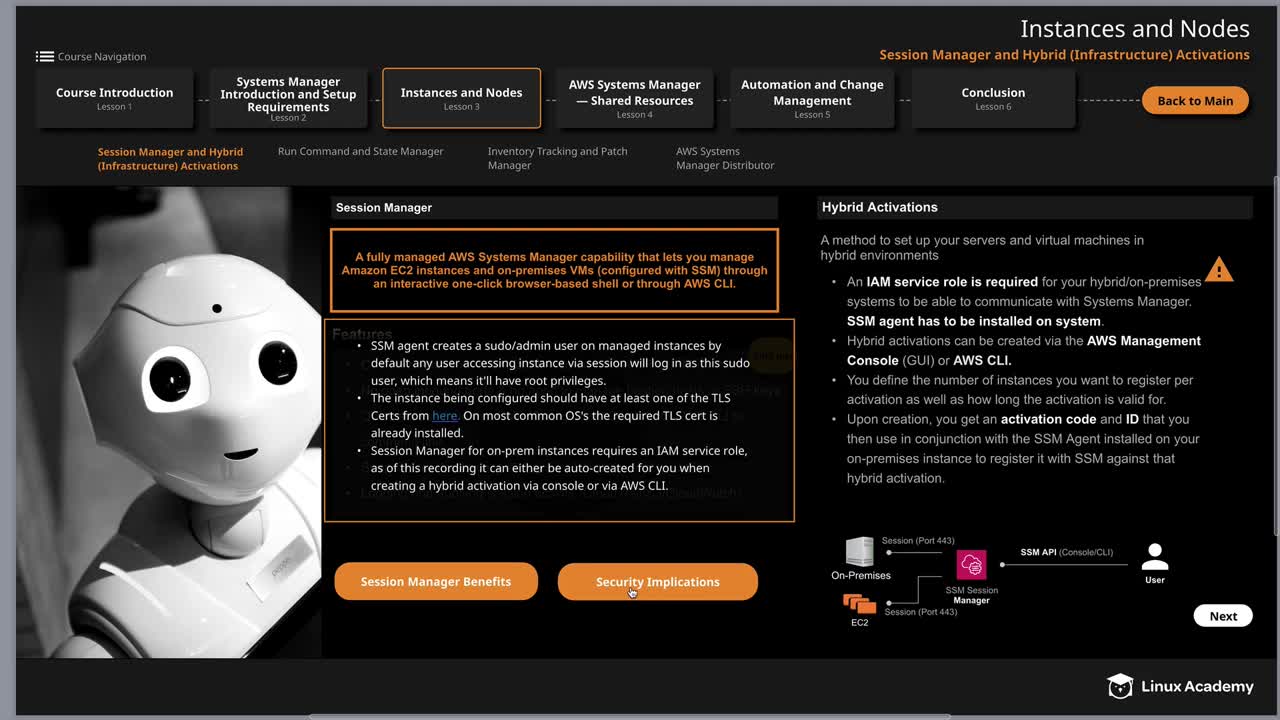 Instances and Nodes
Session Manager and Hybrid (Infrastructure) Activations
Course Navigation
Course Introduction
Lesson 1
Systems Manager
Introduction and Setup
Requirements
Lesson 2
Instances and Nodes
Lesson 3
AWS Systems Manager
— Shared Resources
Lesson 4
Automation and Change
Management
Lesson 5
Conclusion
Lesson 6
Back to Main
Session Manager and Hybrid
(Infrastructure) Activations
Run Command and State Manager
Inventory Tracking and Patch
Manager
AWS Systems
Manager Distributor
Session Manager
A fully managed AWS Systems Manager capability that lets you manage
Amazon EC2 instances and on-premises VMs (configured with SSM) through
an interactive one-click browser-based shell or through AWS CLI.
Features
• SSM agent creates a sudo/admin user on managed instances by
default any user accessing instance via session will log in as this sudo
user, which means it'll have root privileges.
• The instance being configured should have at least one of the TLS
Certs from here. On most common OS's the required TLS cert is
already installed.
• Session Manager for on-prem instances requires an IAM service role,
as of this recording it can either be auto-created for you when
creating a hybrid activation via console or via AWS CLI.
Session Manager Benefits
Security Implications
Hybrid Activations
A method to set up your servers and virtual machines in
hybrid environments
• An IAM service role is required for your hybrid/on-premises
systems to be able to communicate with Systems Manager.
SSM agent has to be installed on system.
• Hybrid activations can be created via the AWS Management
Console (GUI) or AWS CLI.
• You define the number of instances you want to register per
activation as well as how long the activation is valid for.
• Upon creation, you get an activation code and ID that you
then use in conjunction with the SSM Agent installed on your
on-premises instance to register it with SSM against that
hybrid activation.
Session (Port 443)
On-Premises
SSM API (Console/CLI)
User
SSM Session
Manager
Session (Port 443)
EC2
Next
Linux Academy